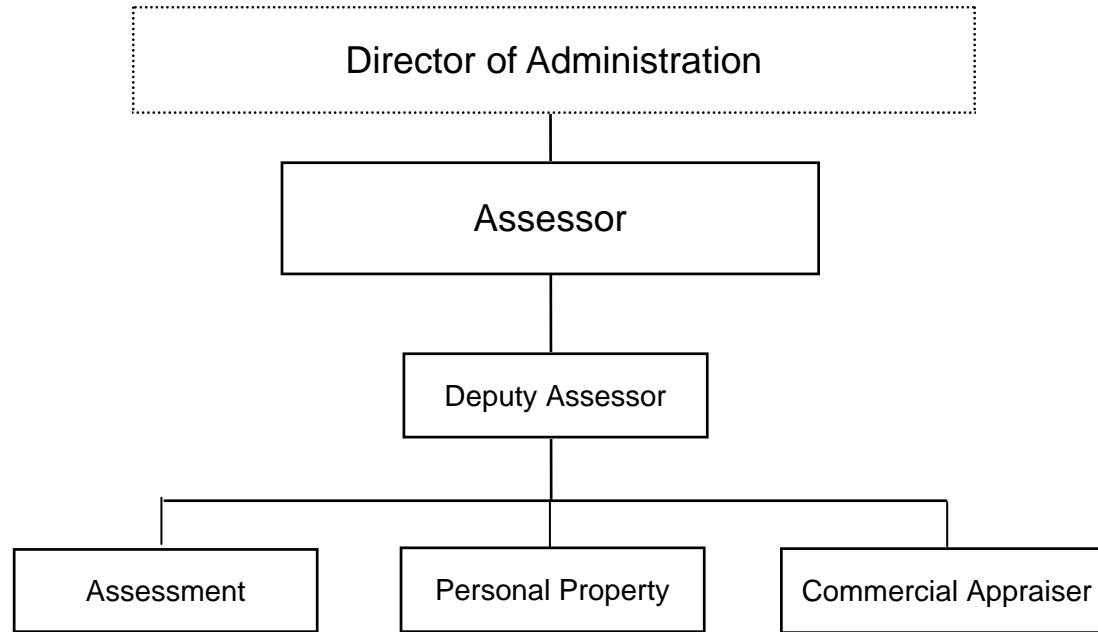 Director of Administration
Assessor
Deputy Assessor
Assessment
Personal Property
Commercial Appraiser